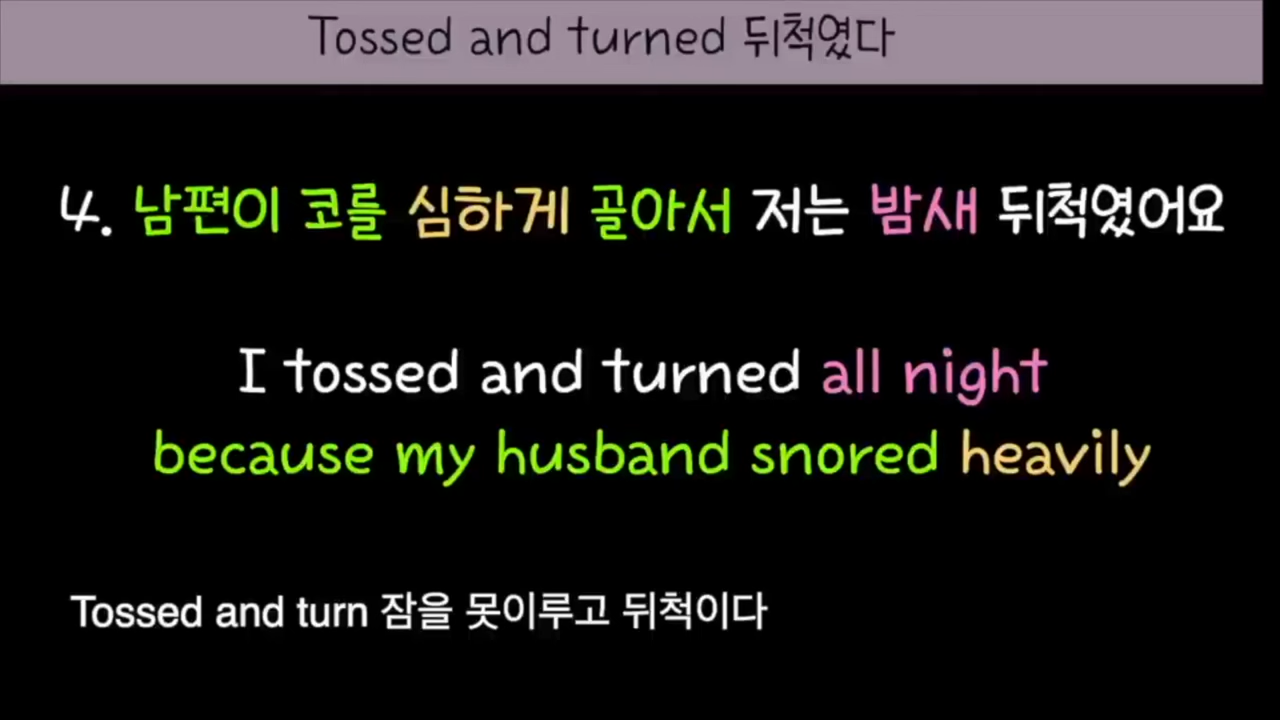 Tossed and turned 뒤척였다
4. 남편이 코를 심하게 골아서 저는 밤새 뒤척였어요
I tossed and turned all night
because my husband snored heavily
Tossed and turn 잠을 못이루고 뒤척이다